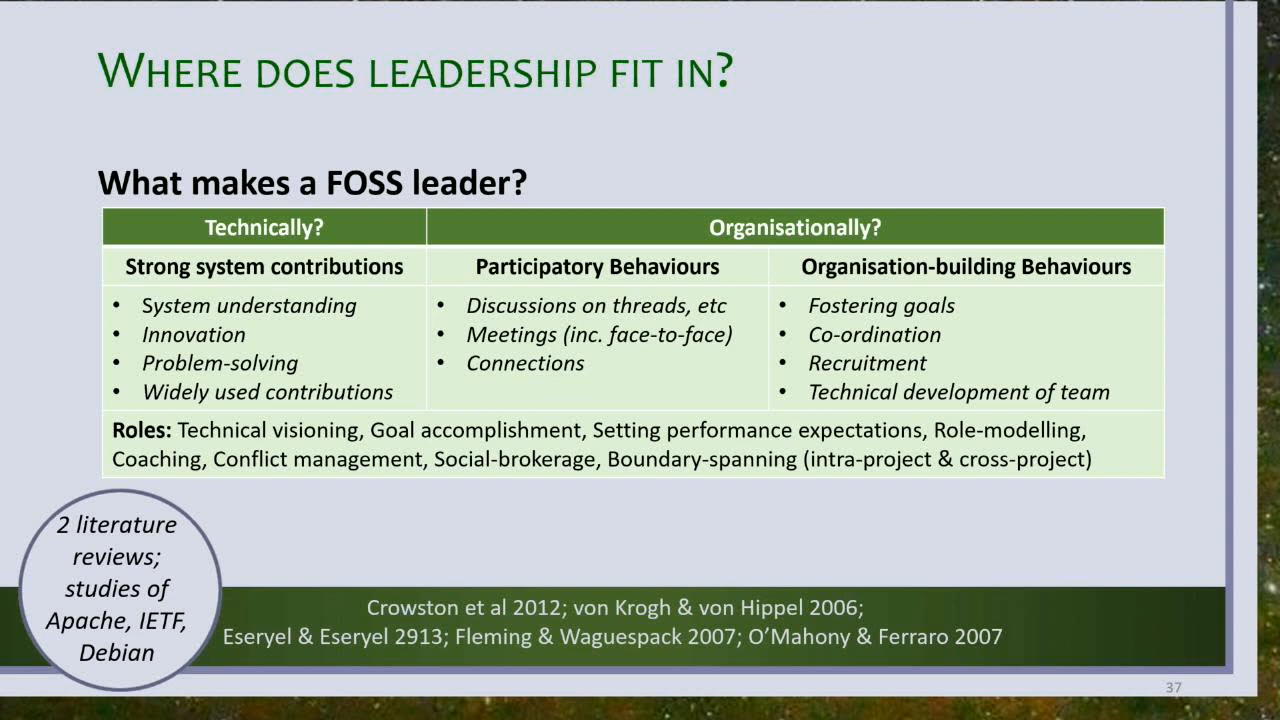 WHERE DOES LEADERSHIP FIT IN?
What makes a FOSS leader?
Technically?
Organisationally?
Strong system contributions
Participatory Behaviours
Organisation-building Behaviours
• System understanding
• Innovation
• Problem-solving
• Widely used contributions
• Discussions on threads, etc
• Meetings (inc. face-to-face)
• Connections
• Fostering goals
• Co-ordination
• Recruitment
• Technical development of team
Roles: Technical visioning, Goal accomplishment, Setting performance expectations, Role-modelling,
Coaching, Conflict management, Social-brokerage, Boundary-spanning (intra-project & cross-project)
2 literature
reviews;
studies of
Apache, IETF,
Debian
Crowston et al 2012; von Krogh & von Hippel 2006;
Eseryel & Eseryel 2913; Fleming & Waguespack 2007; O’Mahony & Ferraro 2007
37